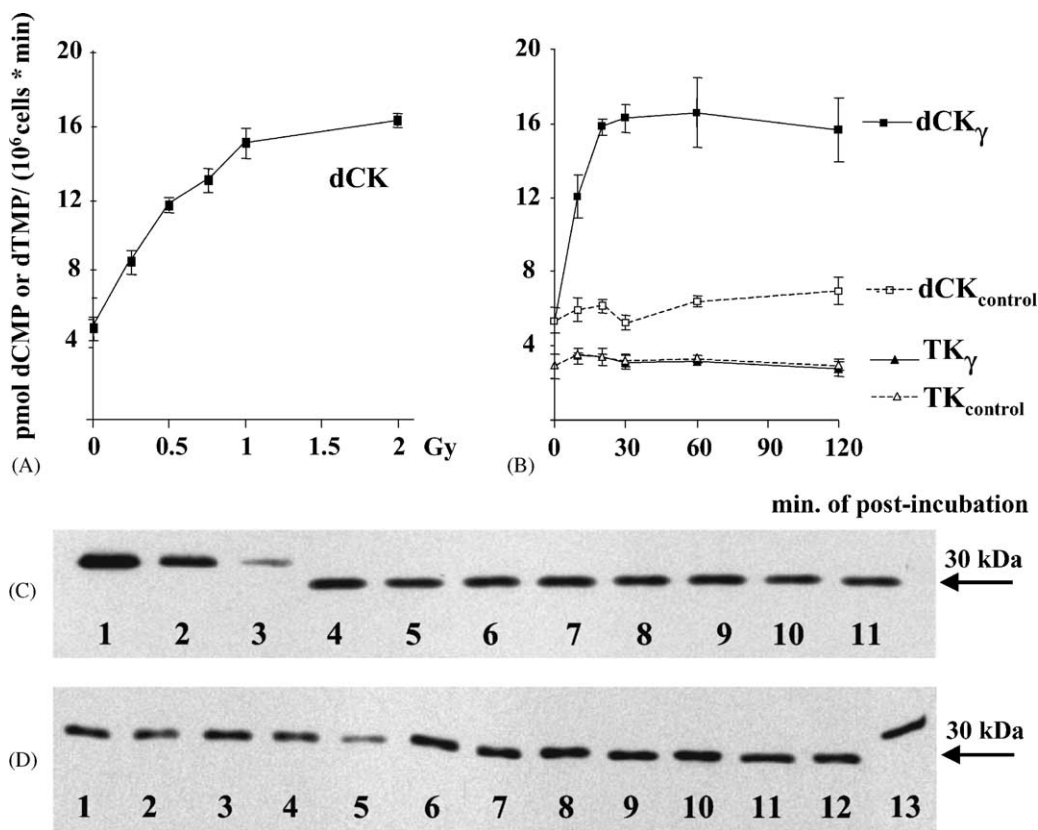 pmol dCMP or dTMP/ (10⁶cells * min)
20
16
12
8
4
dCK
0 0.5 1 1.5 2 Gy
(A)
20
16
12
8
4
dCKγ
dCKcontrol
TKγ
TKcontrol
0 30 60 90 120
(B)
min. of post-incubation
(C)
30 kDa
1 2 3 4 5 6 7 8 9 10 11
(D)
30 kDa
1 2 3 4 5 6 7 8 9 10 11 12 13